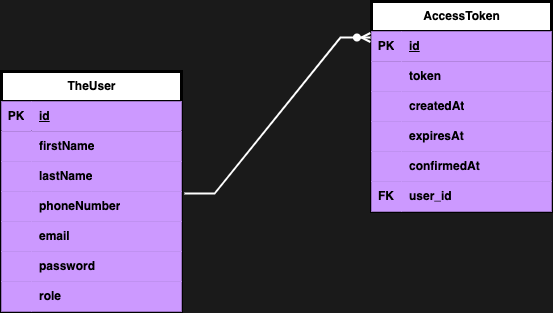 TheUser
PK id
firstName
lastName
phoneNumber
email
password
role
AccessToken
PK id
token
createdAt
expiresAt
confirmedAt
FK user_id